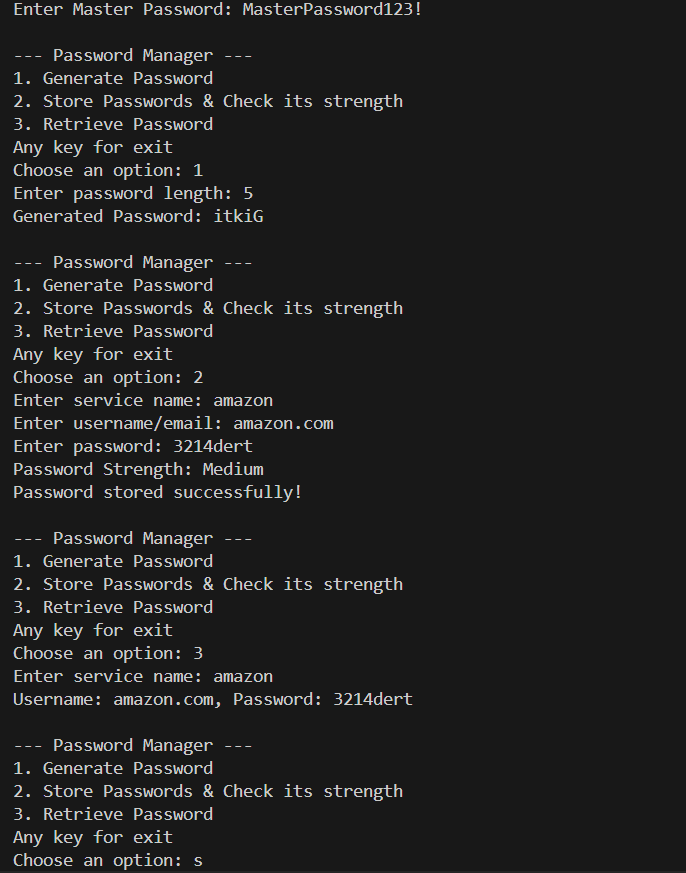 Enter Master Password: MasterPassword123!
--- Password Manager ---
1. Generate Password
2. Store Passwords & Check its strength
3. Retrieve Password
Any key for exit
Choose an option: 1
Enter password length: 5
Generated Password: itkiG
--- Password Manager ---
1. Generate Password
2. Store Passwords & Check its strength
3. Retrieve Password
Any key for exit
Choose an option: 2
Enter service name: amazon
Enter username/email: amazon.com
Enter password: 3214dert
Password Strength: Medium
Password stored successfully!
--- Password Manager ---
1. Generate Password
2. Store Passwords & Check its strength
3. Retrieve Password
Any key for exit
Choose an option: 3
Enter service name: amazon
Username: amazon.com, Password: 3214dert
--- Password Manager ---
1. Generate Password
2. Store Passwords & Check its strength
3. Retrieve Password
Any key for exit
Choose an option: s